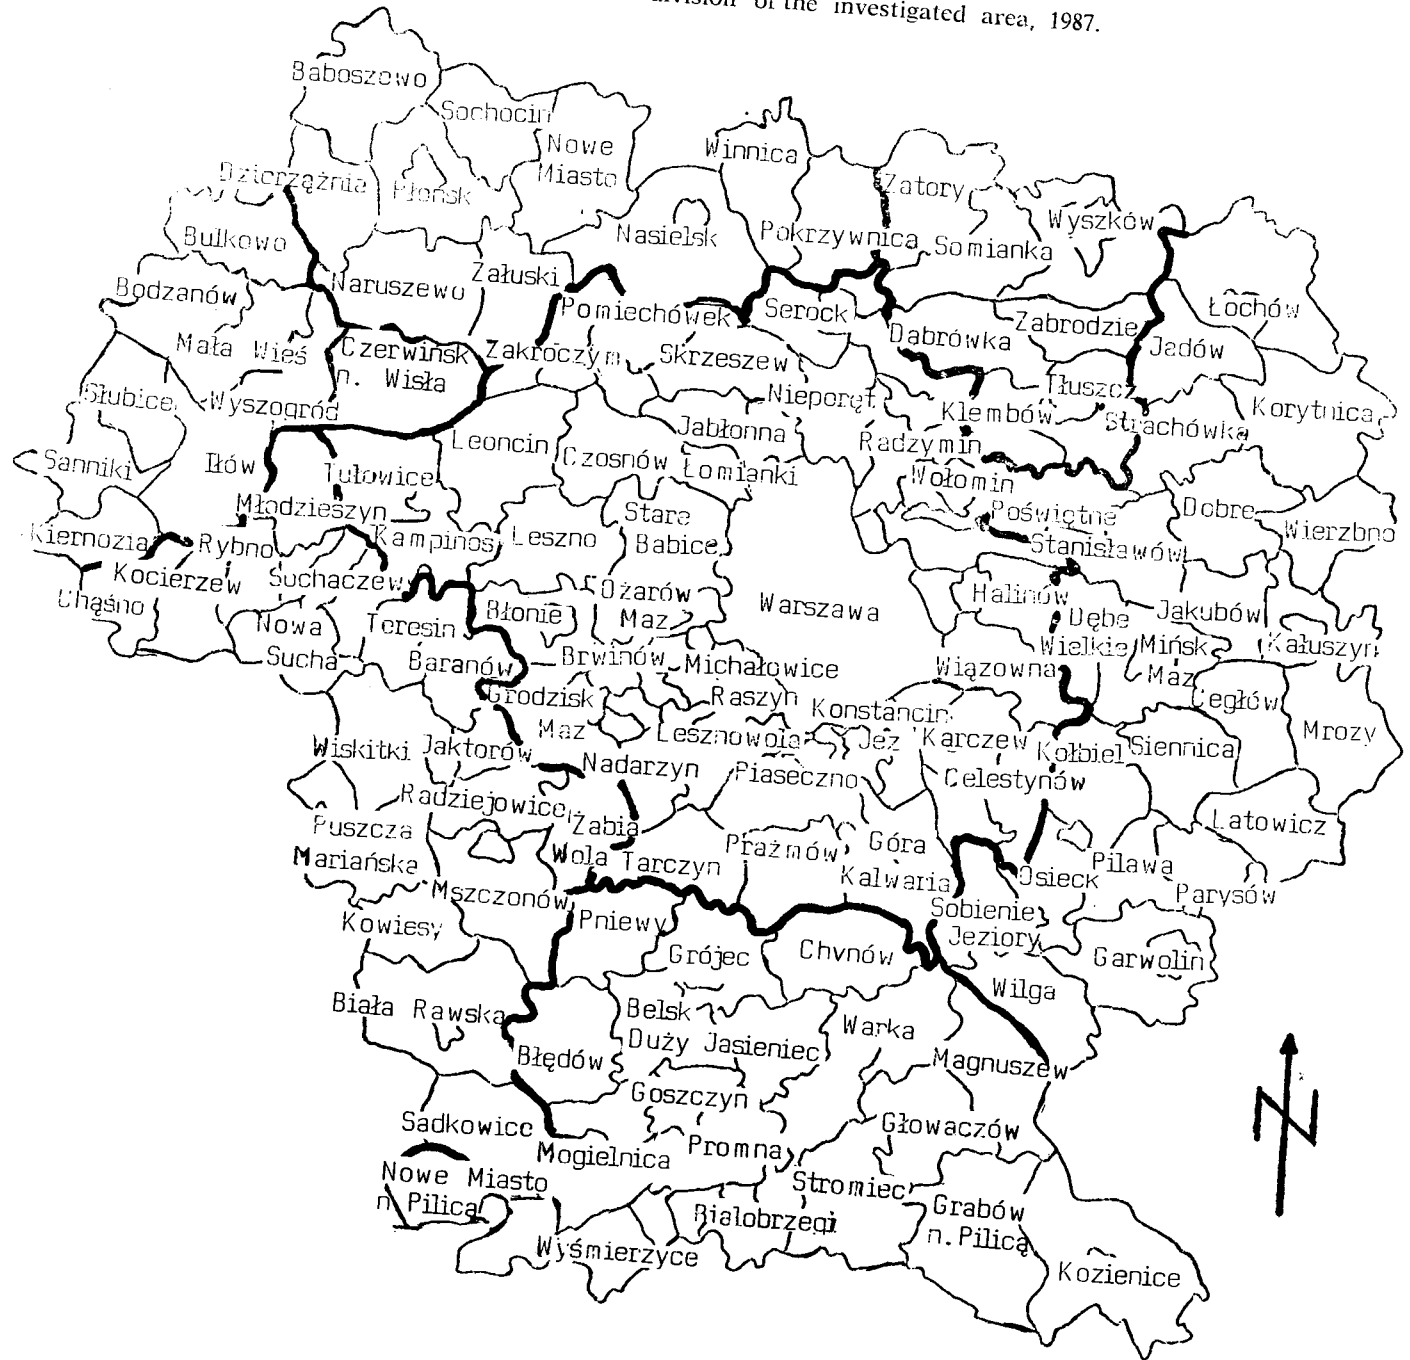 of the investigated area, 1987.
Baboszewo
Sochocin
Nowe
Miasto
Winnica
Dzierzążnia
Płońsk
Zatory
Wyszków
Bulkowo
Nasielsk
Pokrzywnica
Somianka
Załuski
Naruszewo
Bodzanów
Łochów
Pomiechówek
Serock
Zabrodzie
Dąbrówka
Mała Wieś
Czerwińsk
n. Wisłą
Zakroczym
Skrzeszew
Jadów
Słubice
Wyszogród
Nieporęt
Tłuszcz
Klembów
Korytnica
Strachówka
Jabłonna
Leoncin
Radzymin
Sanniki
Iłów
Tułowice
Czosnów
Łomianki
Wołomin
Młodzieszyn
Stare
Babice
Poświętne
Dobre
Wierzbno
Kiernozia
Rybno
Kampinos
Leszno
Stanisławów
Kocierzew
Suchaczew
Ożarów
Maz
Halinów
Chąśno
Błonie
Warszawa
Dębe
Wielkie
Jakubów
Nowa
Sucha
Teresin
Mińsk
Maz
Kałuszyn
Baranów
Brwinów
Michałowice
Wiązowna
Grodzisk
Maz
Raszyn
Cegłów
Konstancin
Jez
Mrozy
Wiskitki
Jaktorów
Lesznowola
Karczew
Kołbiel
Siennica
Nadarzyn
Piaseczno
Celestynów
Radziejowice
Żabia
Wola
Latowicz
Puszcza
Mariańska
Prażmów
Góra
Kalwaria
Tarczyn
Pilawa
Osieck
Parysów
Mszczonów
Sobienie
Jeziory
Kowiesy
Pniewy
Grójec
Chvnów
Garwolin
Wilga
Biała Rawska
Belsk
Duży
Jasieniec
Warka
Błędów
Magnuszew
Goszczyn
Sadkowice
Głowaczów
Mogielnica
Promna
Nowe Miasto
n. Pilicą
Stromiec
Grabów
n.Pilicą
Białobrzegi
Wyśmierzyce
Kozienice
N